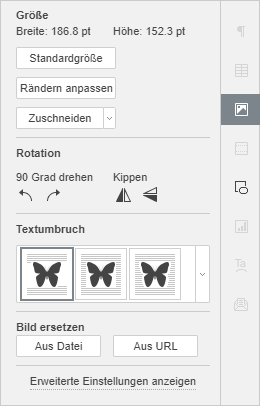 Größe
Breite: 186.8 pt Höhe: 152.3 pt
Standardgröße
Rändern anpassen
Zuschneiden
Rotation
90 Grad drehen Kippen
Textumbruch
Bild ersetzen
Aus Datei Aus URL
Erweiterte Einstellungen anzeigen